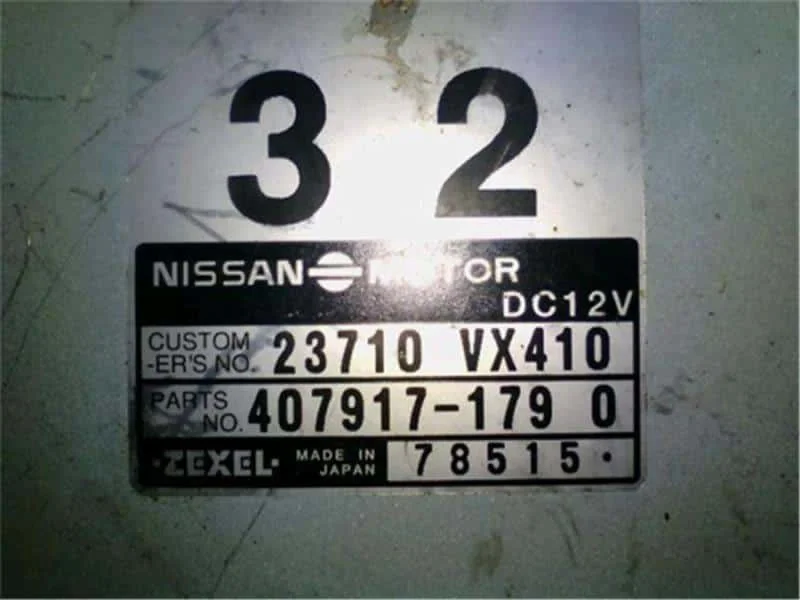 3 2
NISSAN MOTOR
DC12V
CUSTOM
-ER'S NO. 23710 VX410
PARTS
NO. 407917-179 0
·ZEXEL· MADE IN
JAPAN 78515·